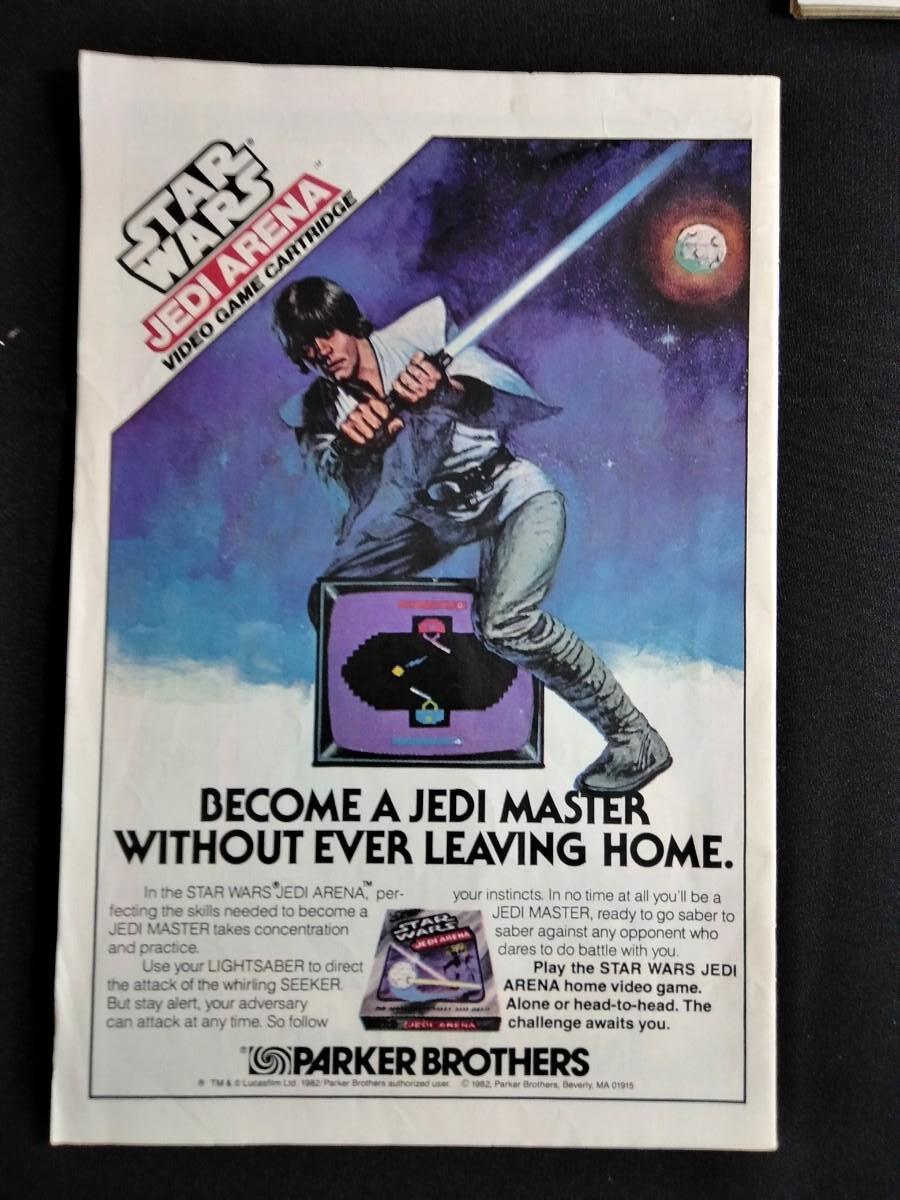 STAR
WARS®
JEDI ARENA™
VIDEO GAME CARTRIDGE
BECOME A JEDI MASTER
WITHOUT EVER LEAVING HOME.
In the STAR WARS® JEDI ARENA,™ per-
fecting the skills needed to become a
JEDI MASTER takes concentration
and practice.
Use your LIGHTSABER to direct
the attack of the whirling SEEKER.
But stay alert, your adversary
can attack at any time. So follow
your instincts. In no time at all you'll be a
JEDI MASTER, ready to go saber to
saber against any opponent who
dares to do battle with you.
Play the STAR WARS JEDI
ARENA home video game.
Alone or head-to-head. The
challenge awaits you.
STAR
WARS
JEDI ARENA
JEDI ARENA
®PARKER BROTHERS
® TM & © Lucasfilm Ltd. 1982/Parker Brothers authorized user. © 1982, Parker Brothers, Beverly, MA 01915